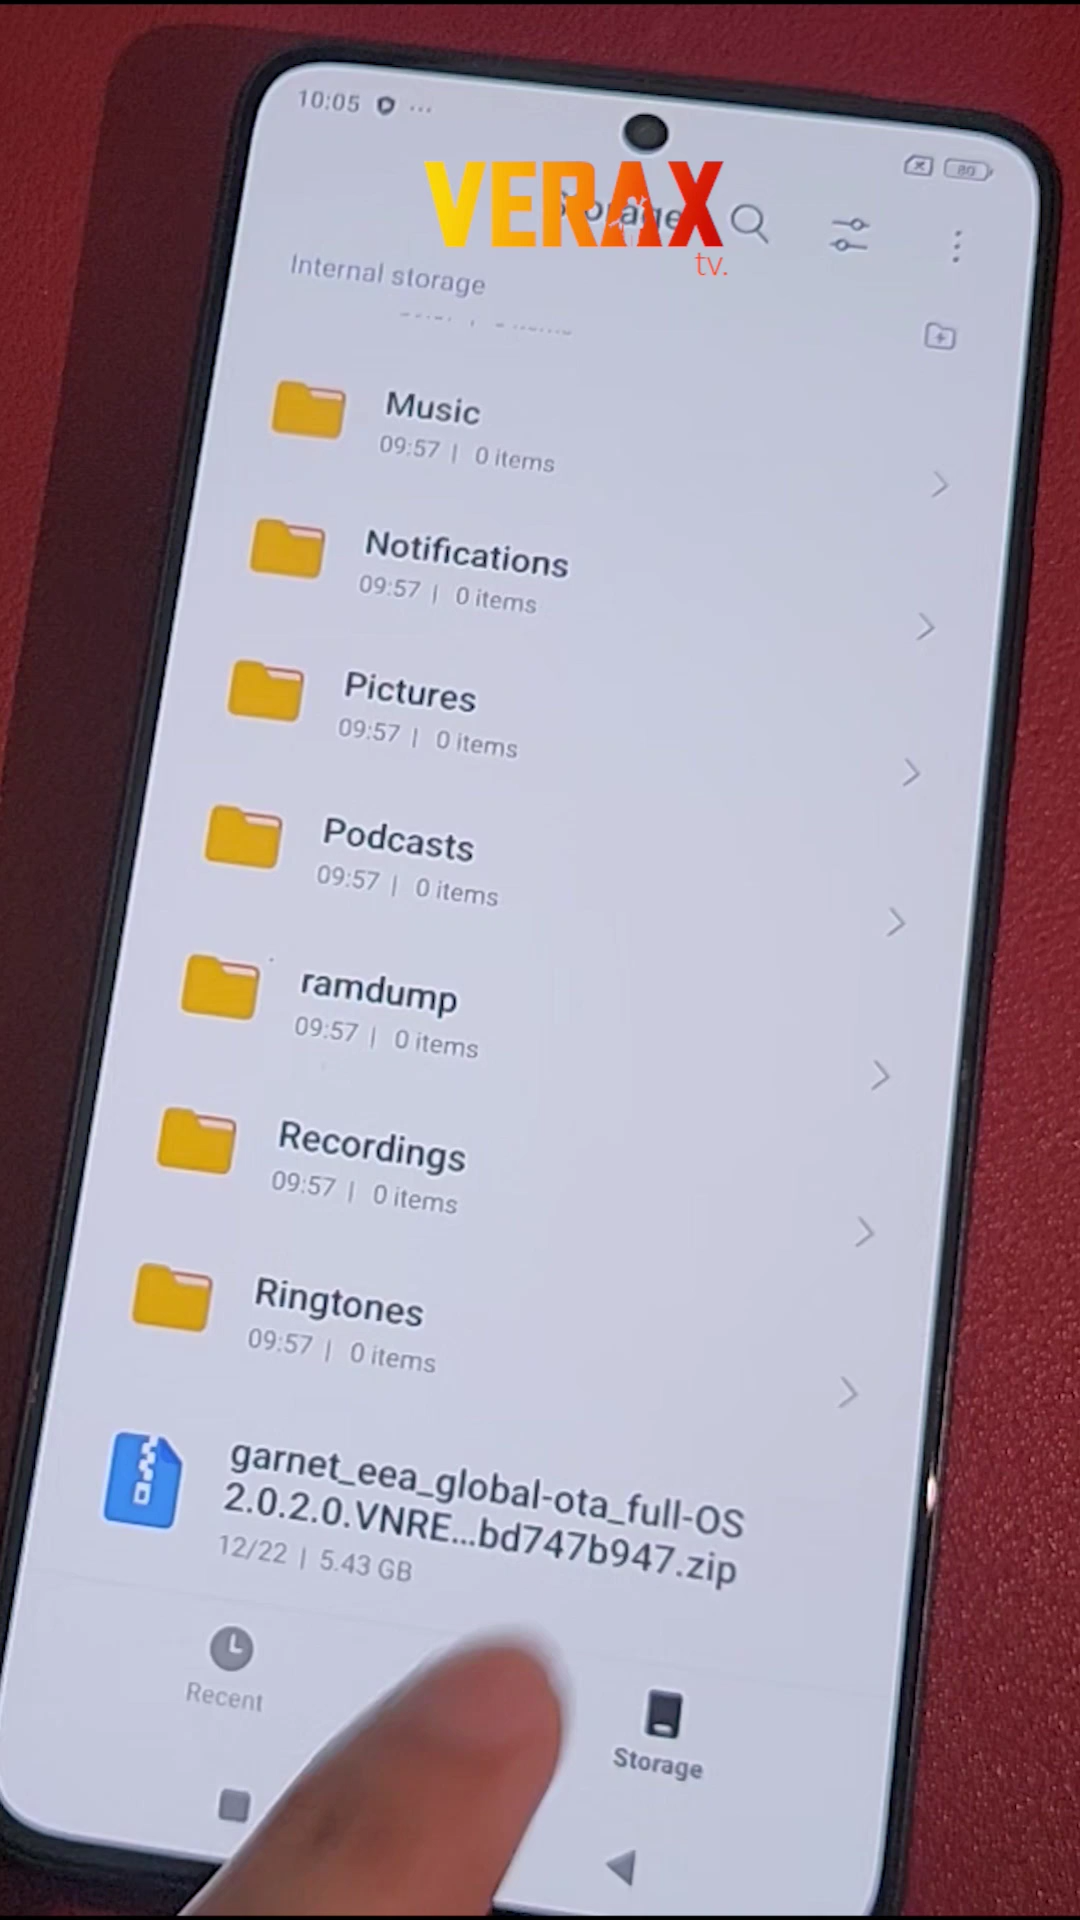 10:05
80
VERAX
tv.
Storage
Internal storage
Music
09:57 | 0 items
Notifications
09:57 | 0 items
Pictures
09:57 | 0 items
Podcasts
09:57 | 0 items
ramdump
09:57 | 0 items
Recordings
09:57 | 0 items
Ringtones
09:57 | 0 items
garnet_eea_global-ota_full-OS
2.0.2.0.VNRE...bd747b947.zip
12/22 | 5.43 GB
Recent
Storage